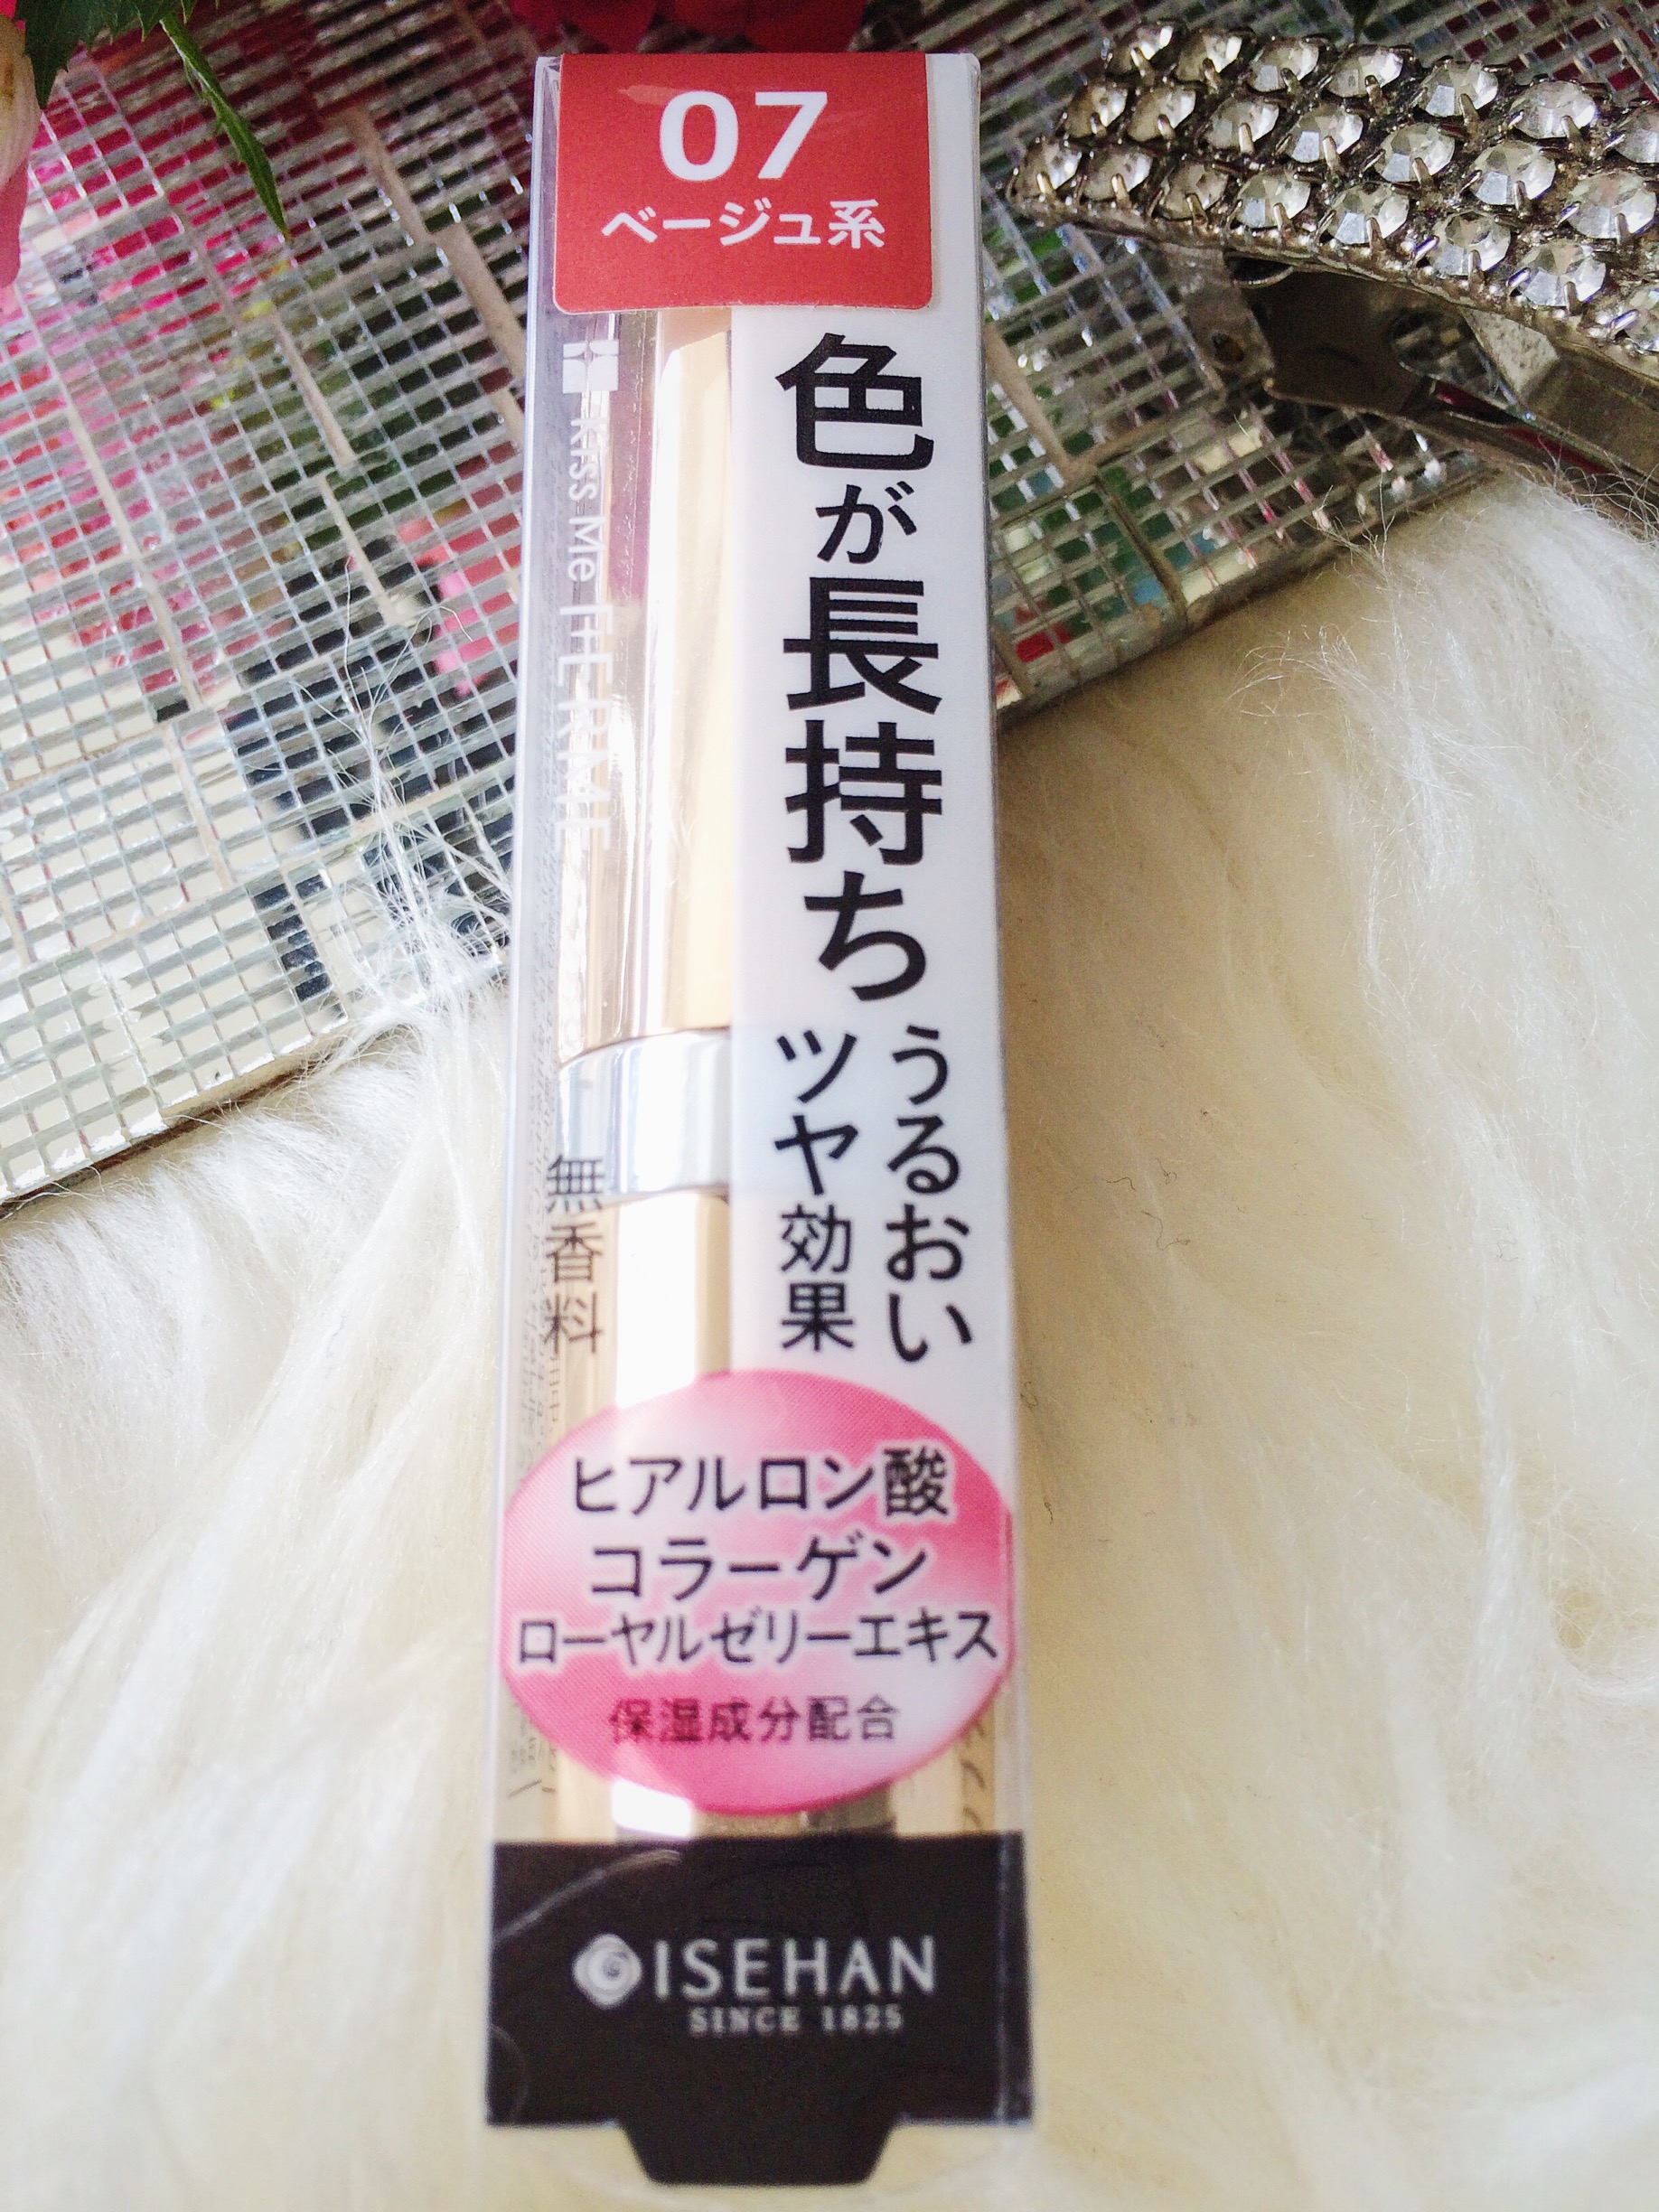 07
ベージュ系
Kiss Me FERME
色が長持ち
うるおい
ツヤ効果
無香料
ヒアルロン酸
コラーゲン
ローヤルゼリーエキス
保湿成分配合
ISEHAN
SINCE 1825